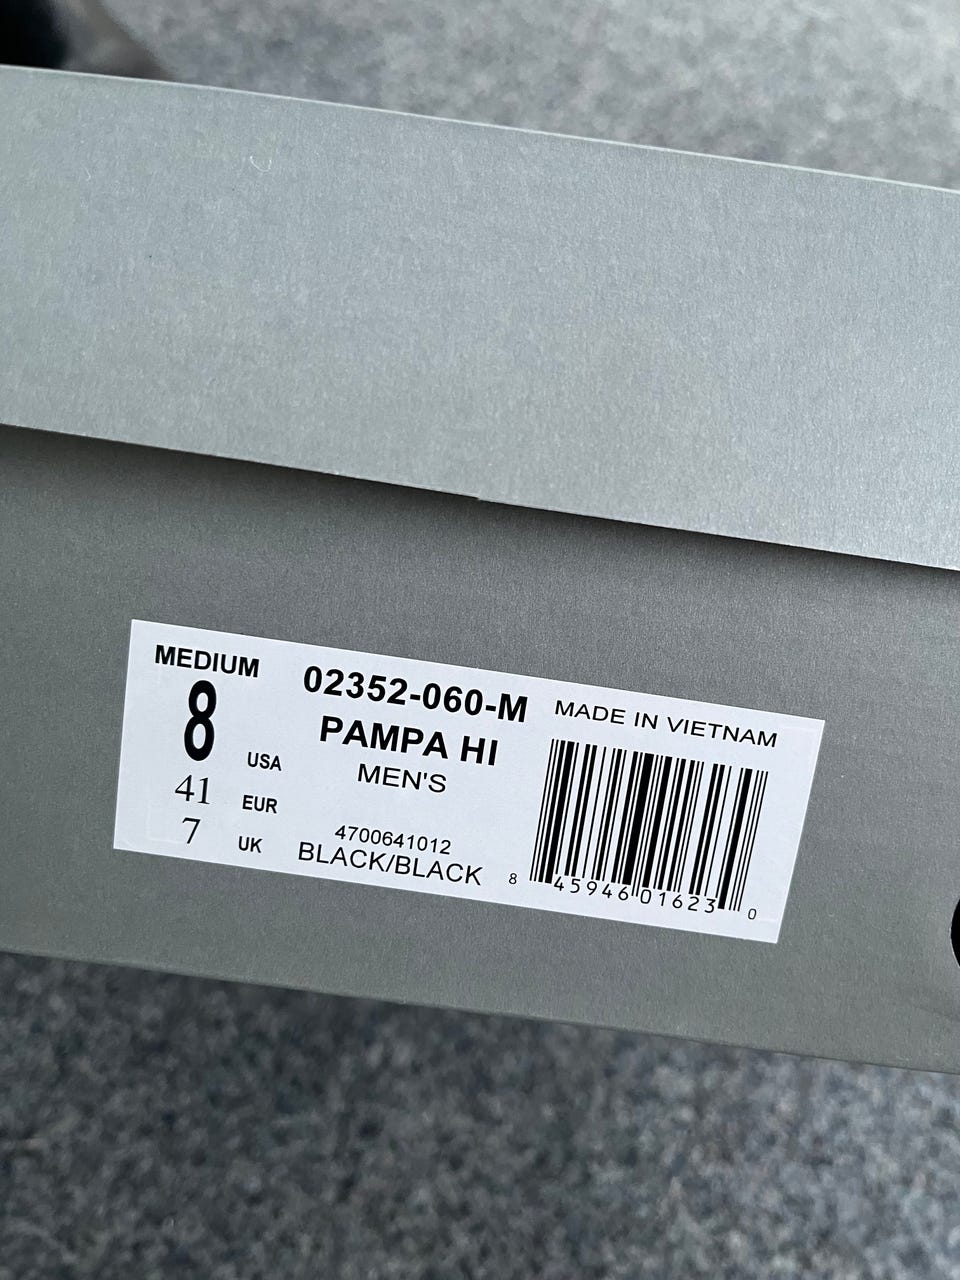 MEDIUM
8 USA
41 EUR
7 UK
02352-060-M
PAMPA HI
MEN'S
4700641012
BLACK/BLACK
MADE IN VIETNAM
8 45946 01623 0